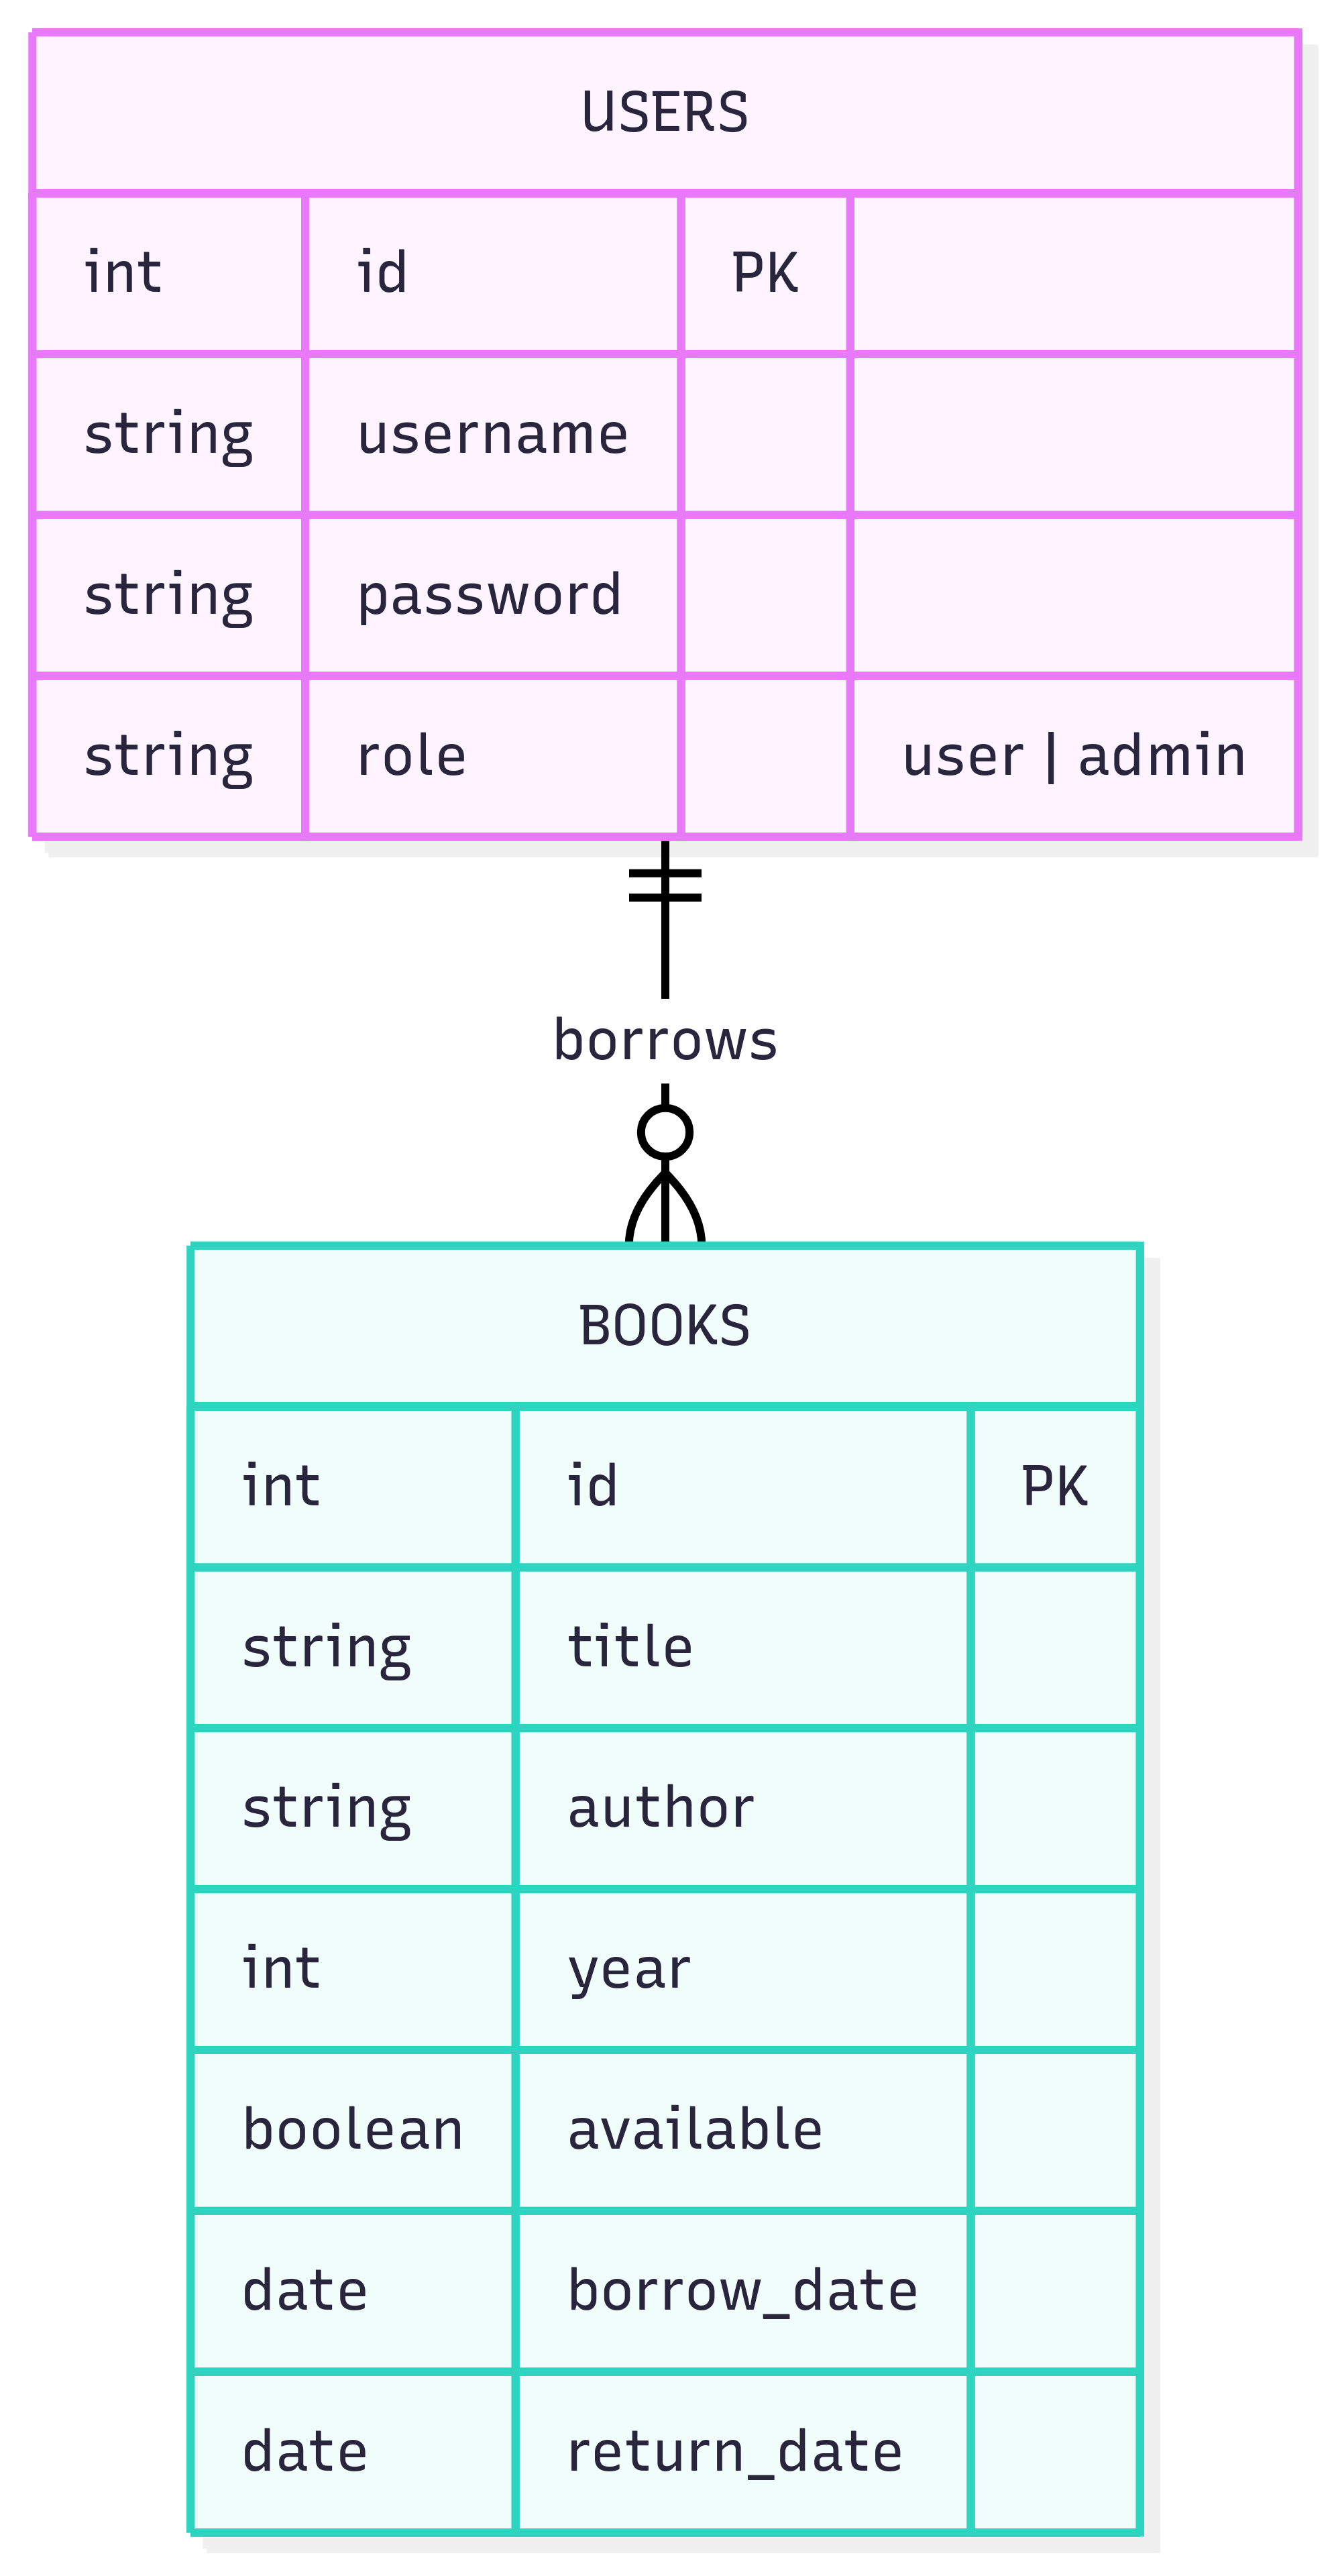 USERS
int id PK
string username
string password
string role user | admin
borrows
BOOKS
int id PK
string title
string author
int year
boolean available
date borrow_date
date return_date